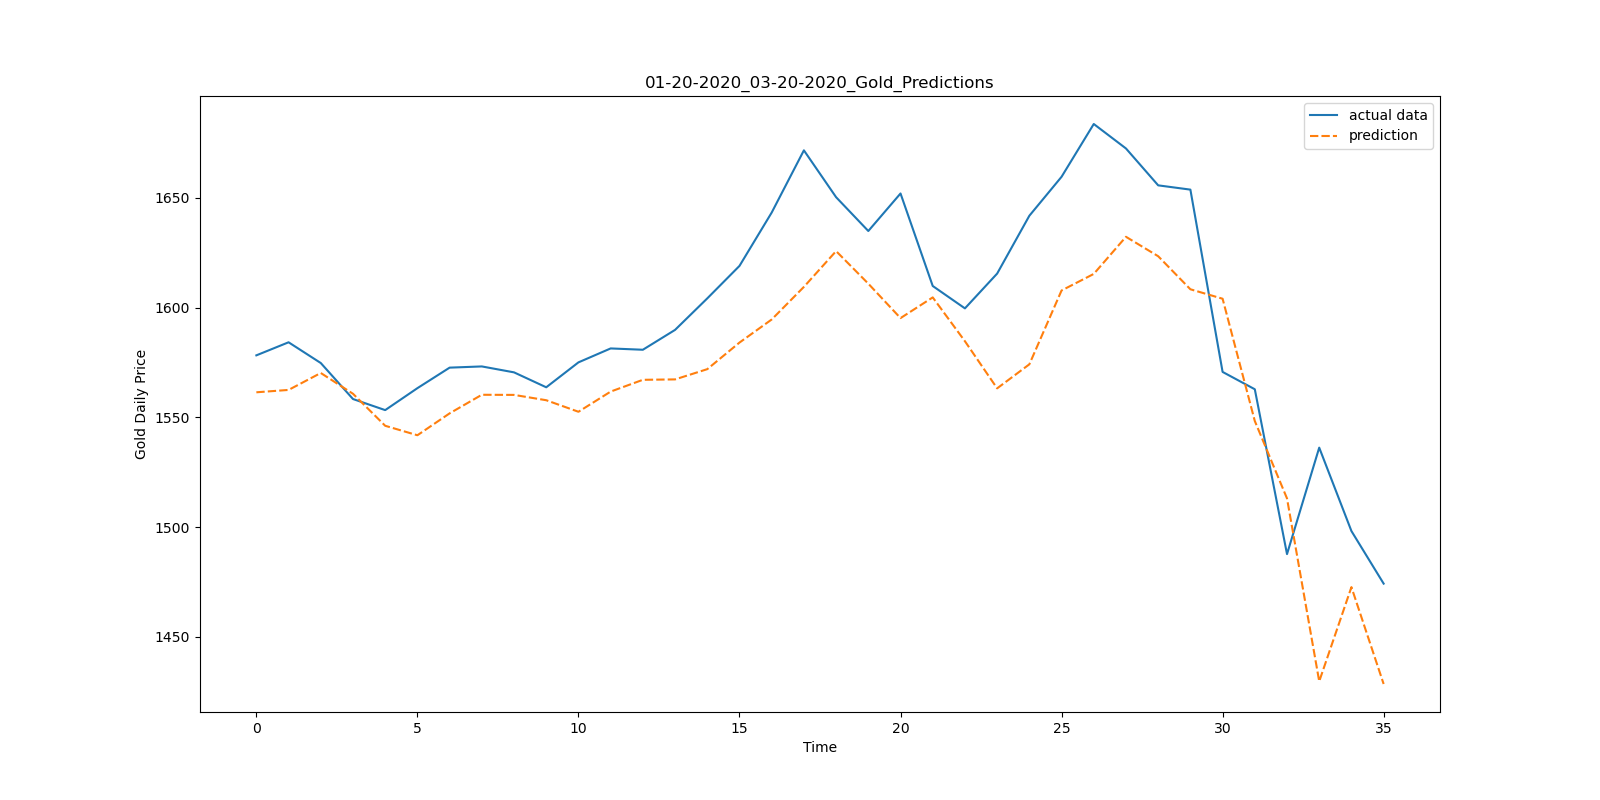 01-20-2020_03-20-2020_Gold_Predictions
actual data
prediction
Gold Daily Price
1650
1600
1550
1500
1450
0 5 10 15 20 25 30 35
Time